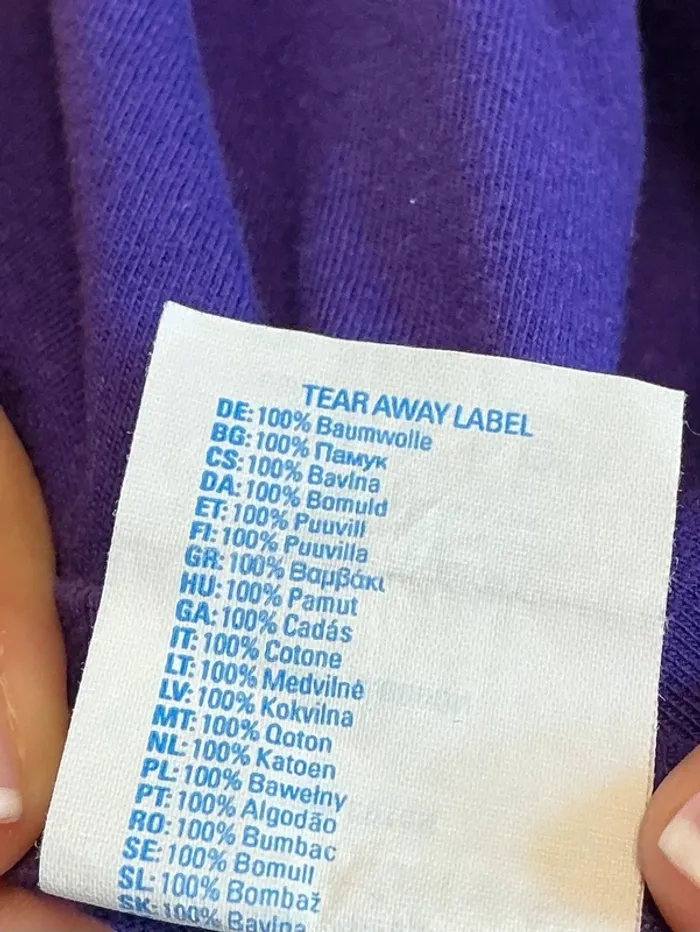 TEAR AWAY LABEL
DE: 100% Baumwolle
BG: 100% Памук
CS: 100% Bavlna
DA: 100% Bomuld
ET: 100% Puuvill
FI: 100% Puuvilla
GR: 100% Βαμβάκι
HU: 100% Pamut
GA: 100% Cadás
IT: 100% Cotone
LT: 100% Medvilnė
LV: 100% Kokvilna
MT: 100% Qoton
NL: 100% Katoen
PL: 100% Bawełny
PT: 100% Algodão
RO: 100% Bumbac
SE: 100% Bomull
SL: 100% Bombaž
SK: 100% Bavlna